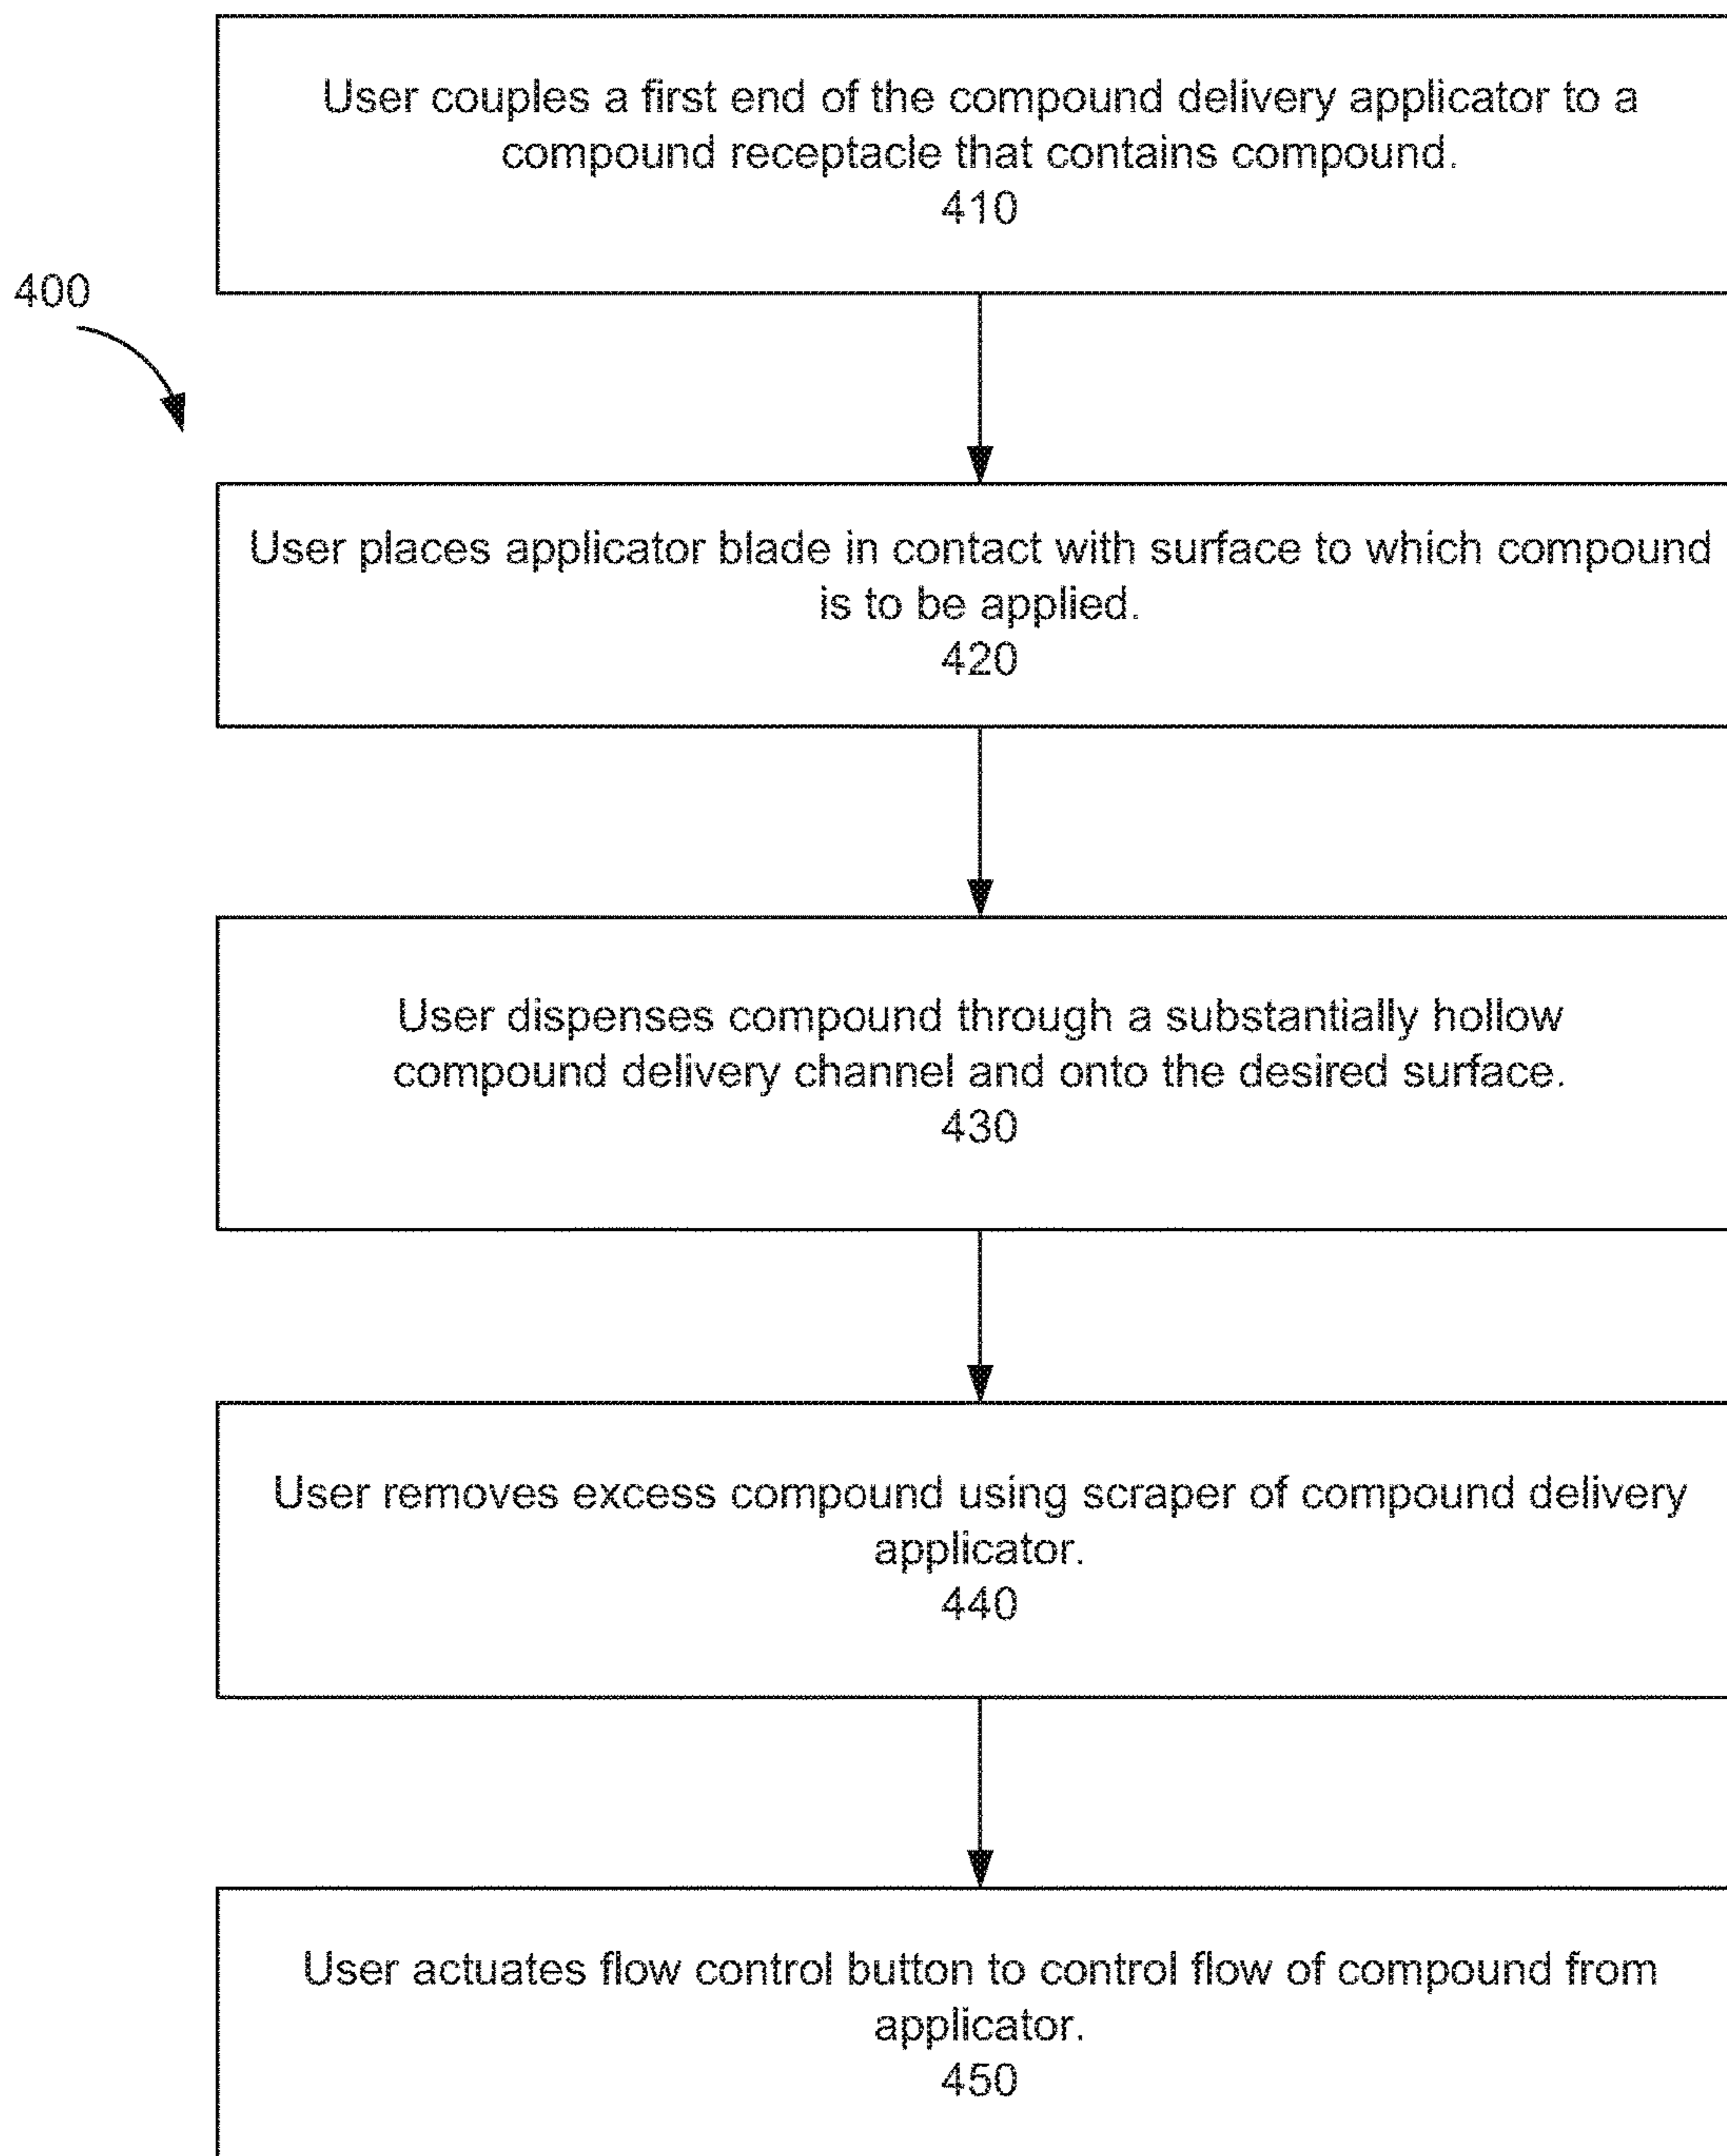 User couples a first end of the compound delivery applicator to a
compound receptacle that contains compound.
410
400
User places applicator blade in contact with surface to which compound
is to be applied.
420
User dispenses compound through a substantially hollow
compound delivery channel and onto the desired surface.
430
User removes excess compound using scraper of compound delivery
applicator.
440
User actuates flow control button to control flow of compound from
applicator.
450